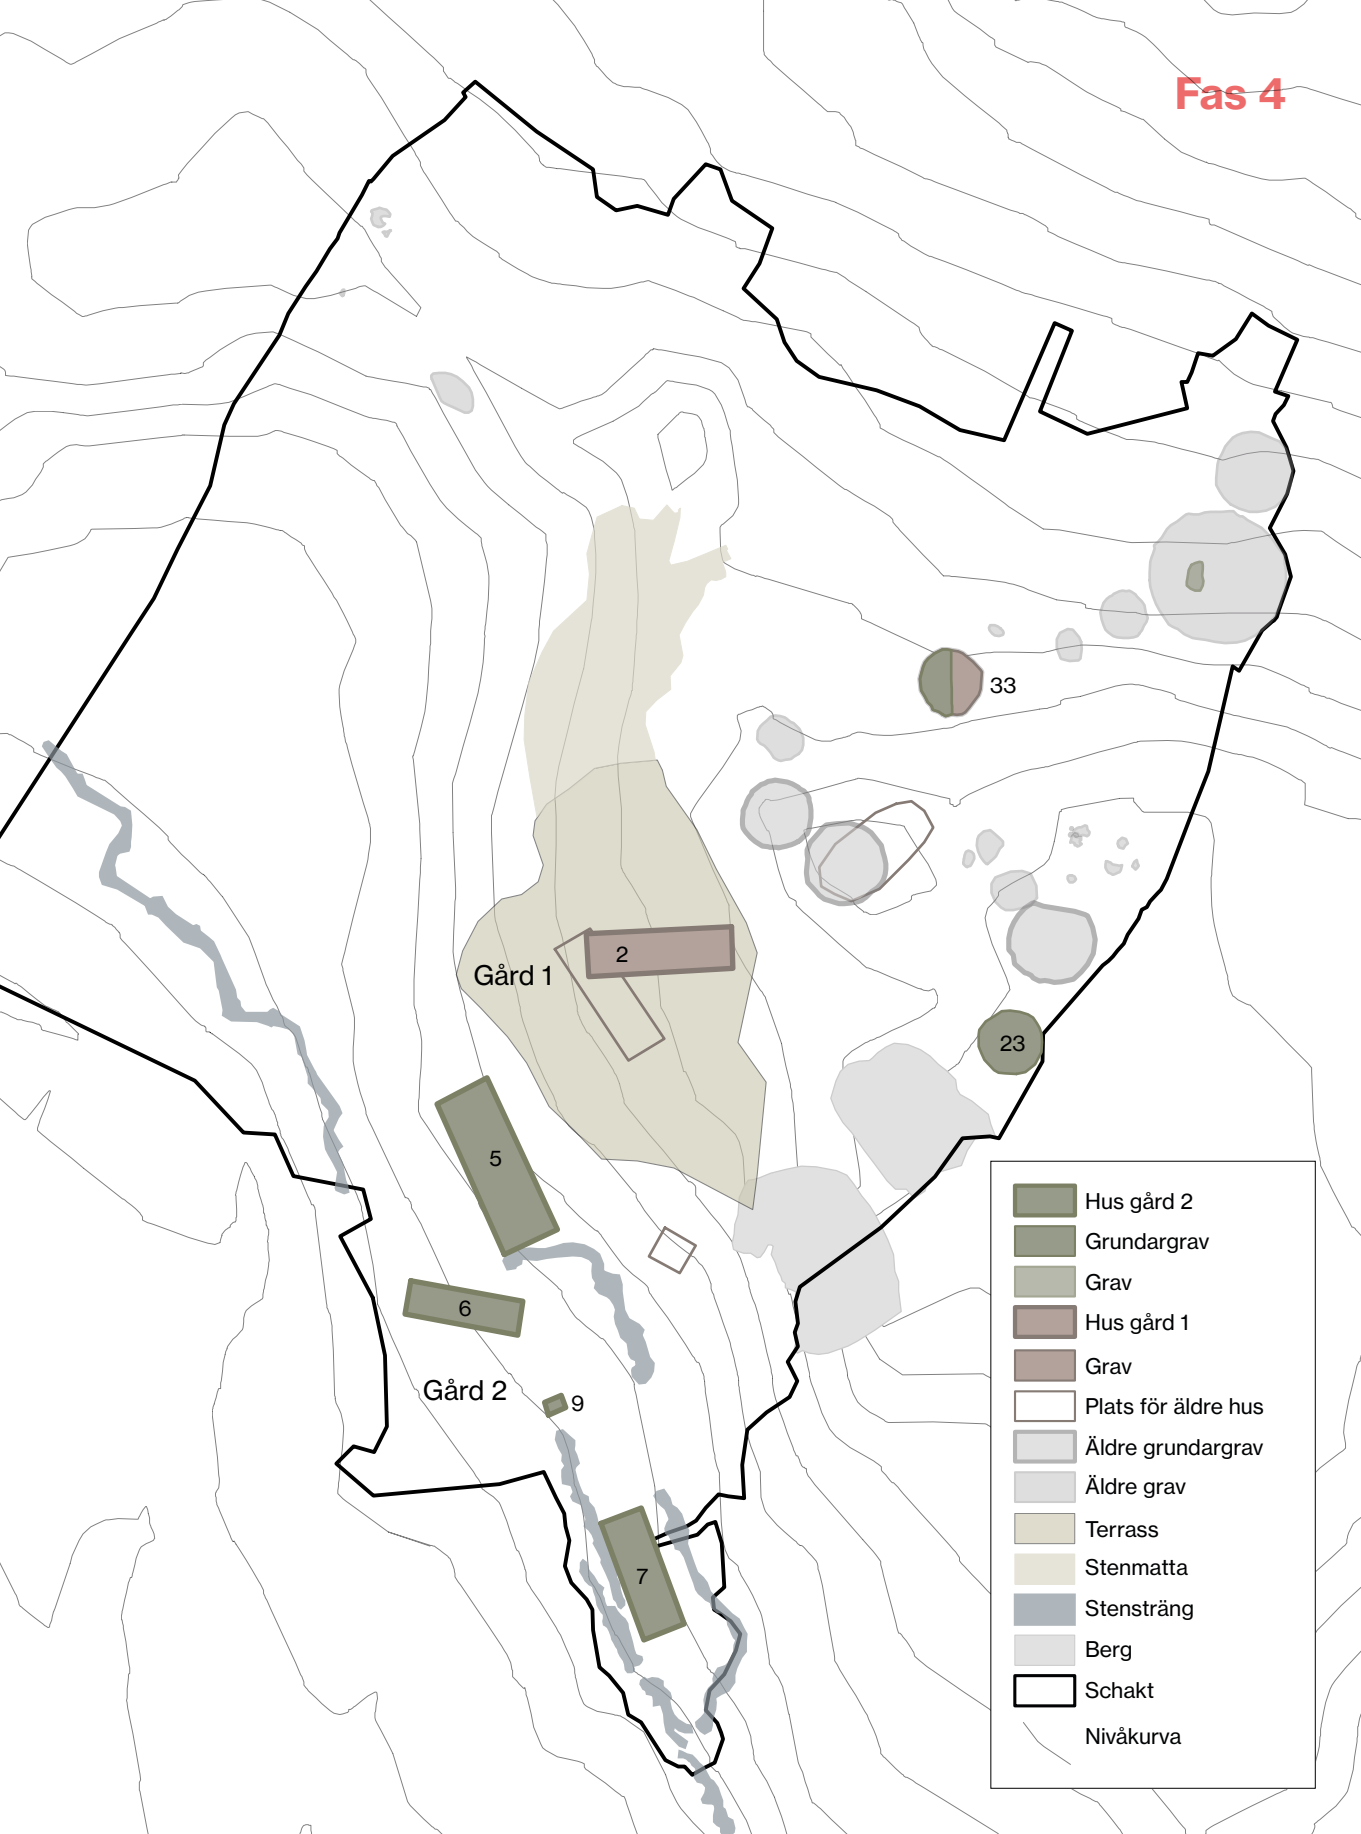 Fas 4
33
2
Gård 1
23
5
6
Gård 2
9
7
Hus gård 2
Grundargrav
Grav
Hus gård 1
Grav
Plats för äldre hus
Äldre grundargrav
Äldre grav
Terrass
Stenmatta
Stensträng
Berg
Schakt
Nivåkurva